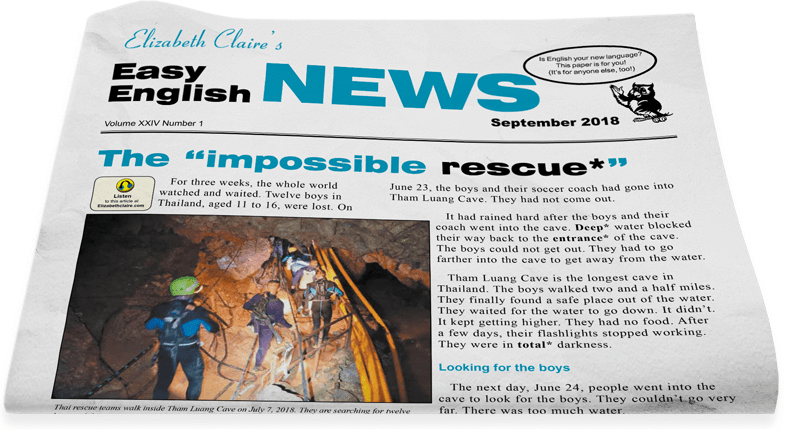 Elizabeth Claire's
Easy
English
NEWS
Is English your new language?
This paper is for you!
(It's for anyone else, too!)
Volume XXIV Number 1
September 2018
The “impossible rescue*”
Listen
to this article at
Elizabethclaire.com
For three weeks, the whole world
watched and waited. Twelve boys in
Thailand, aged 11 to 16, were lost. On
June 23, the boys and their soccer coach had gone into
Tham Luang Cave. They had not come out.
It had rained hard after the boys and their
coach went into the cave. Deep* water blocked
their way back to the entrance* of the cave.
The boys could not get out. They had to go
farther into the cave to get away from the water.
Tham Luang Cave is the longest cave in
Thailand. The boys walked two and a half miles.
They finally found a safe place out of the water.
They waited for the water to go down. It didn't.
It kept getting higher. They had no food. After
a few days, their flashlights stopped working.
They were in total* darkness.
Looking for the boys
The next day, June 24, people went into the
cave to look for the boys. They couldn't go very
far. There was too much water.
Thai rescue teams walk inside Tham Luang Cave on July 7, 2018. They are searching for twelve